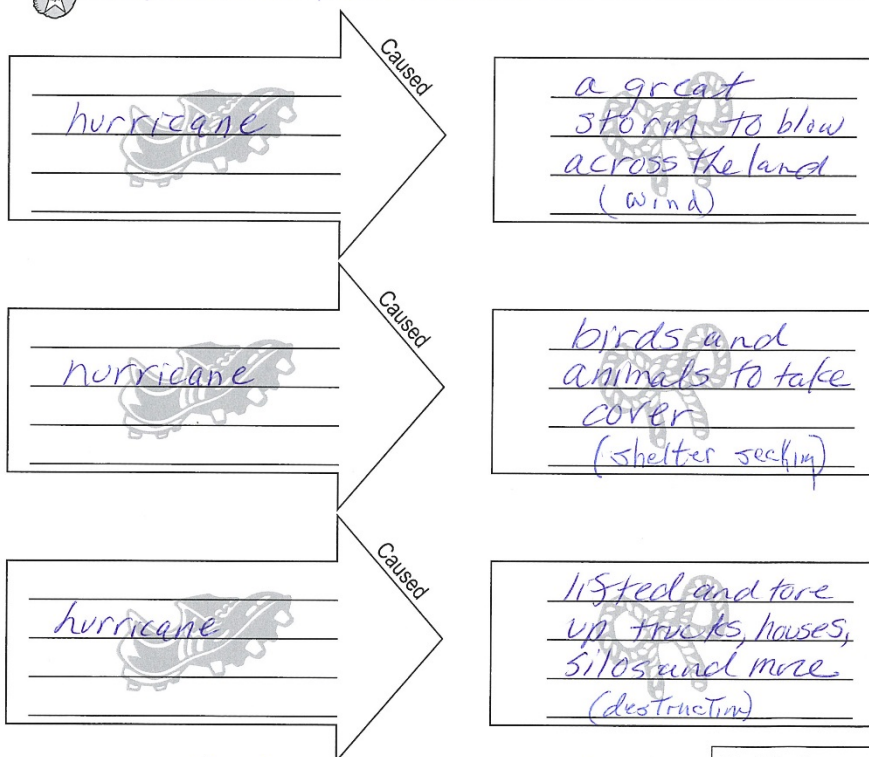 hurricane
Caused
a great
storm to blow
across the land
(wind)
hurricane
Caused
birds and
animals to take
cover
(shelter seeking)
hurricane
Caused
lifted and tore
up trucks, houses,
silos and more
(destruction)